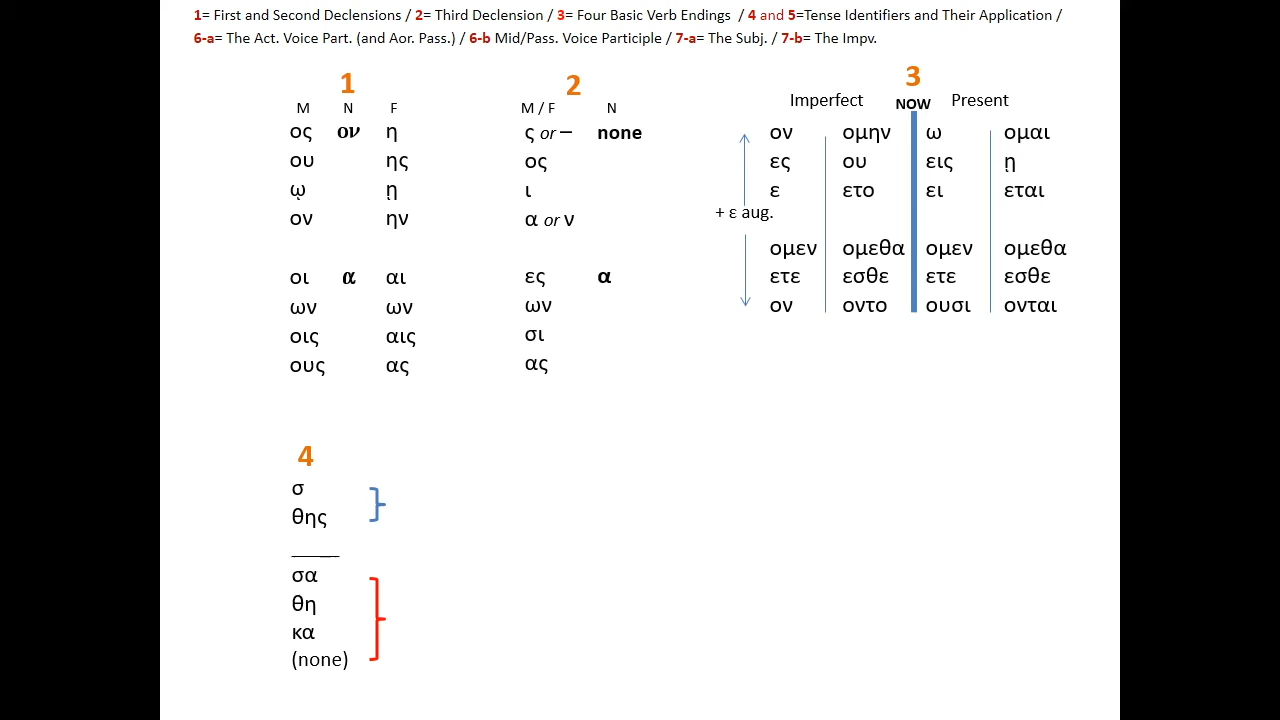 1= First and Second Declensions / 2= Third Declension / 3= Four Basic Verb Endings / 4 and 5=Tense Identifiers and Their Application /
6-a= The Act. Voice Part. (and Aor. Pass.) / 6-b Mid/Pass. Voice Participle / 7-a= The Subj. / 7-b= The Impv.
1
M N F
ος ον η
ου ης
ῳ ῃ
ον ην
οι α αι
ων ων
οις αις
ους ας
2
M / F N
ς or – none
ος
ι
α or ν
ες α
ων
σι
ας
3
Imperfect NOW Present
ον ομην ω ομαι
ες ου εις ῃ
ε ετο ει εται
+ ε aug.
ομεν ομεθα ομεν ομεθα
ετε εσθε ετε εσθε
ον οντο ουσι ονται
4
σ
θης
σα
θη
κα
(none)